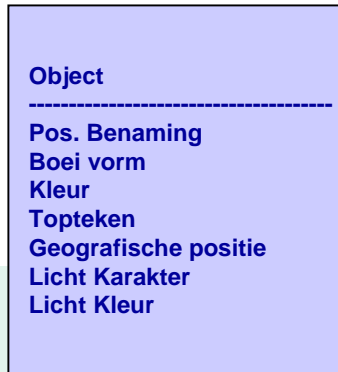 Object
--------------------------------------
Pos. Benaming
Boei vorm
Kleur
Topteken
Geografische positie
Licht Karakter
Licht Kleur